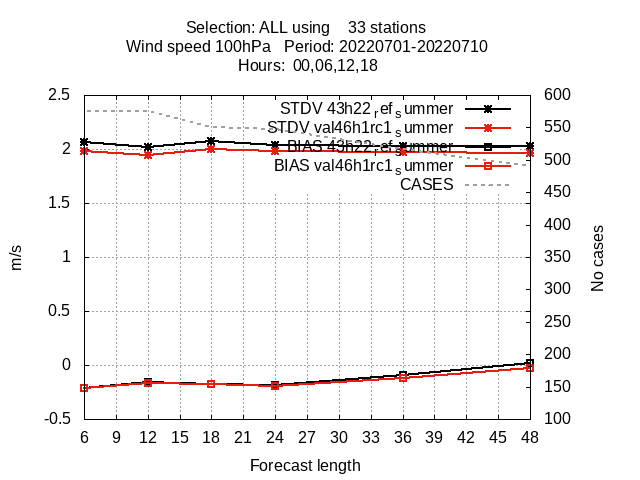 Selection: ALL using    33 stations
Wind speed 100hPa   Period: 20220701-20220710
Hours:  00,06,12,18
2.5
2
1.5
1
0.5
0
-0.5
m/s
600
550
500
450
400
350
300
250
200
150
100
No cases
STDV 43h22_ref_summer
STDV val46h1rc1_summer
BIAS 43h22_ref_summer
BIAS val46h1rc1_summer
CASES
6 9 12 15 18 21 24 27 30 33 36 39 42 45 48
Forecast length